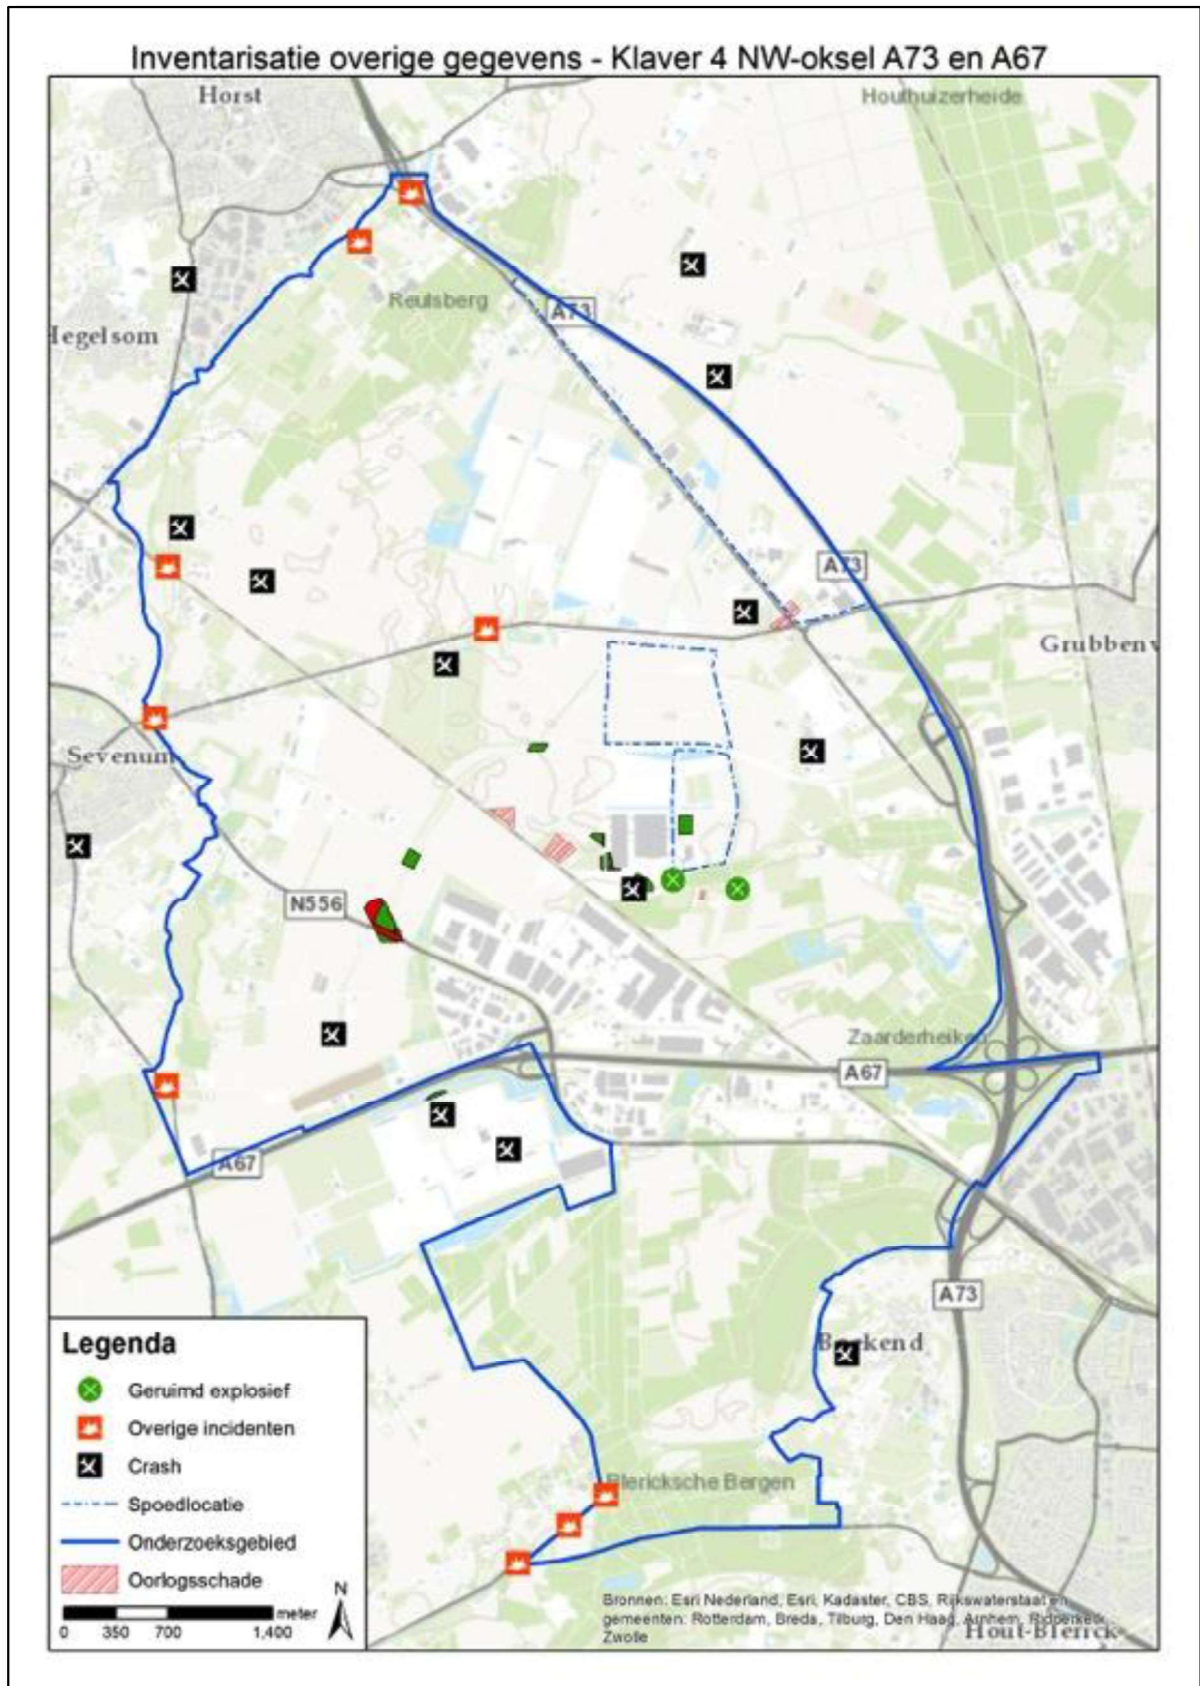 Inventarisatie overige gegevens - Klaver 4 NW-oksel A73 en A67
Horst
Houthuizerheide
Reulsberg
A73
Hegelsom
A73
Grubbenv
Sevenum
N556
Zaarderheiken
A67
A67
A73
Boekend
Blericksche Bergen
Hout-Blerick
Legenda
Geruimd explosief
Overige incidenten
Crash
Spoedlocatie
Onderzoeksgebied
Oorlogsschade
N
meter
0 350 700 1,400
Bronnen: Esri Nederland, Esri, Kadaster, CBS, Rijkswaterstaat en
gemeenten: Rotterdam, Breda, Tilburg, Den Haag, Arnhem, Ridderkerk,
Zwolle